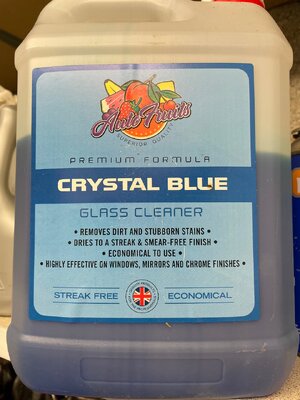 Auto Fruits
SUPERIOR QUALITY
PREMIUM FORMULA
CRYSTAL BLUE
GLASS CLEANER
• REMOVES DIRT AND STUBBORN STAINS •
• DRIES TO A STREAK & SMEAR-FREE FINISH •
• ECONOMICAL TO USE •
• HIGHLY EFFECTIVE ON WINDOWS, MIRRORS AND CHROME FINISHES •
STREAK FREE
ECONOMICAL